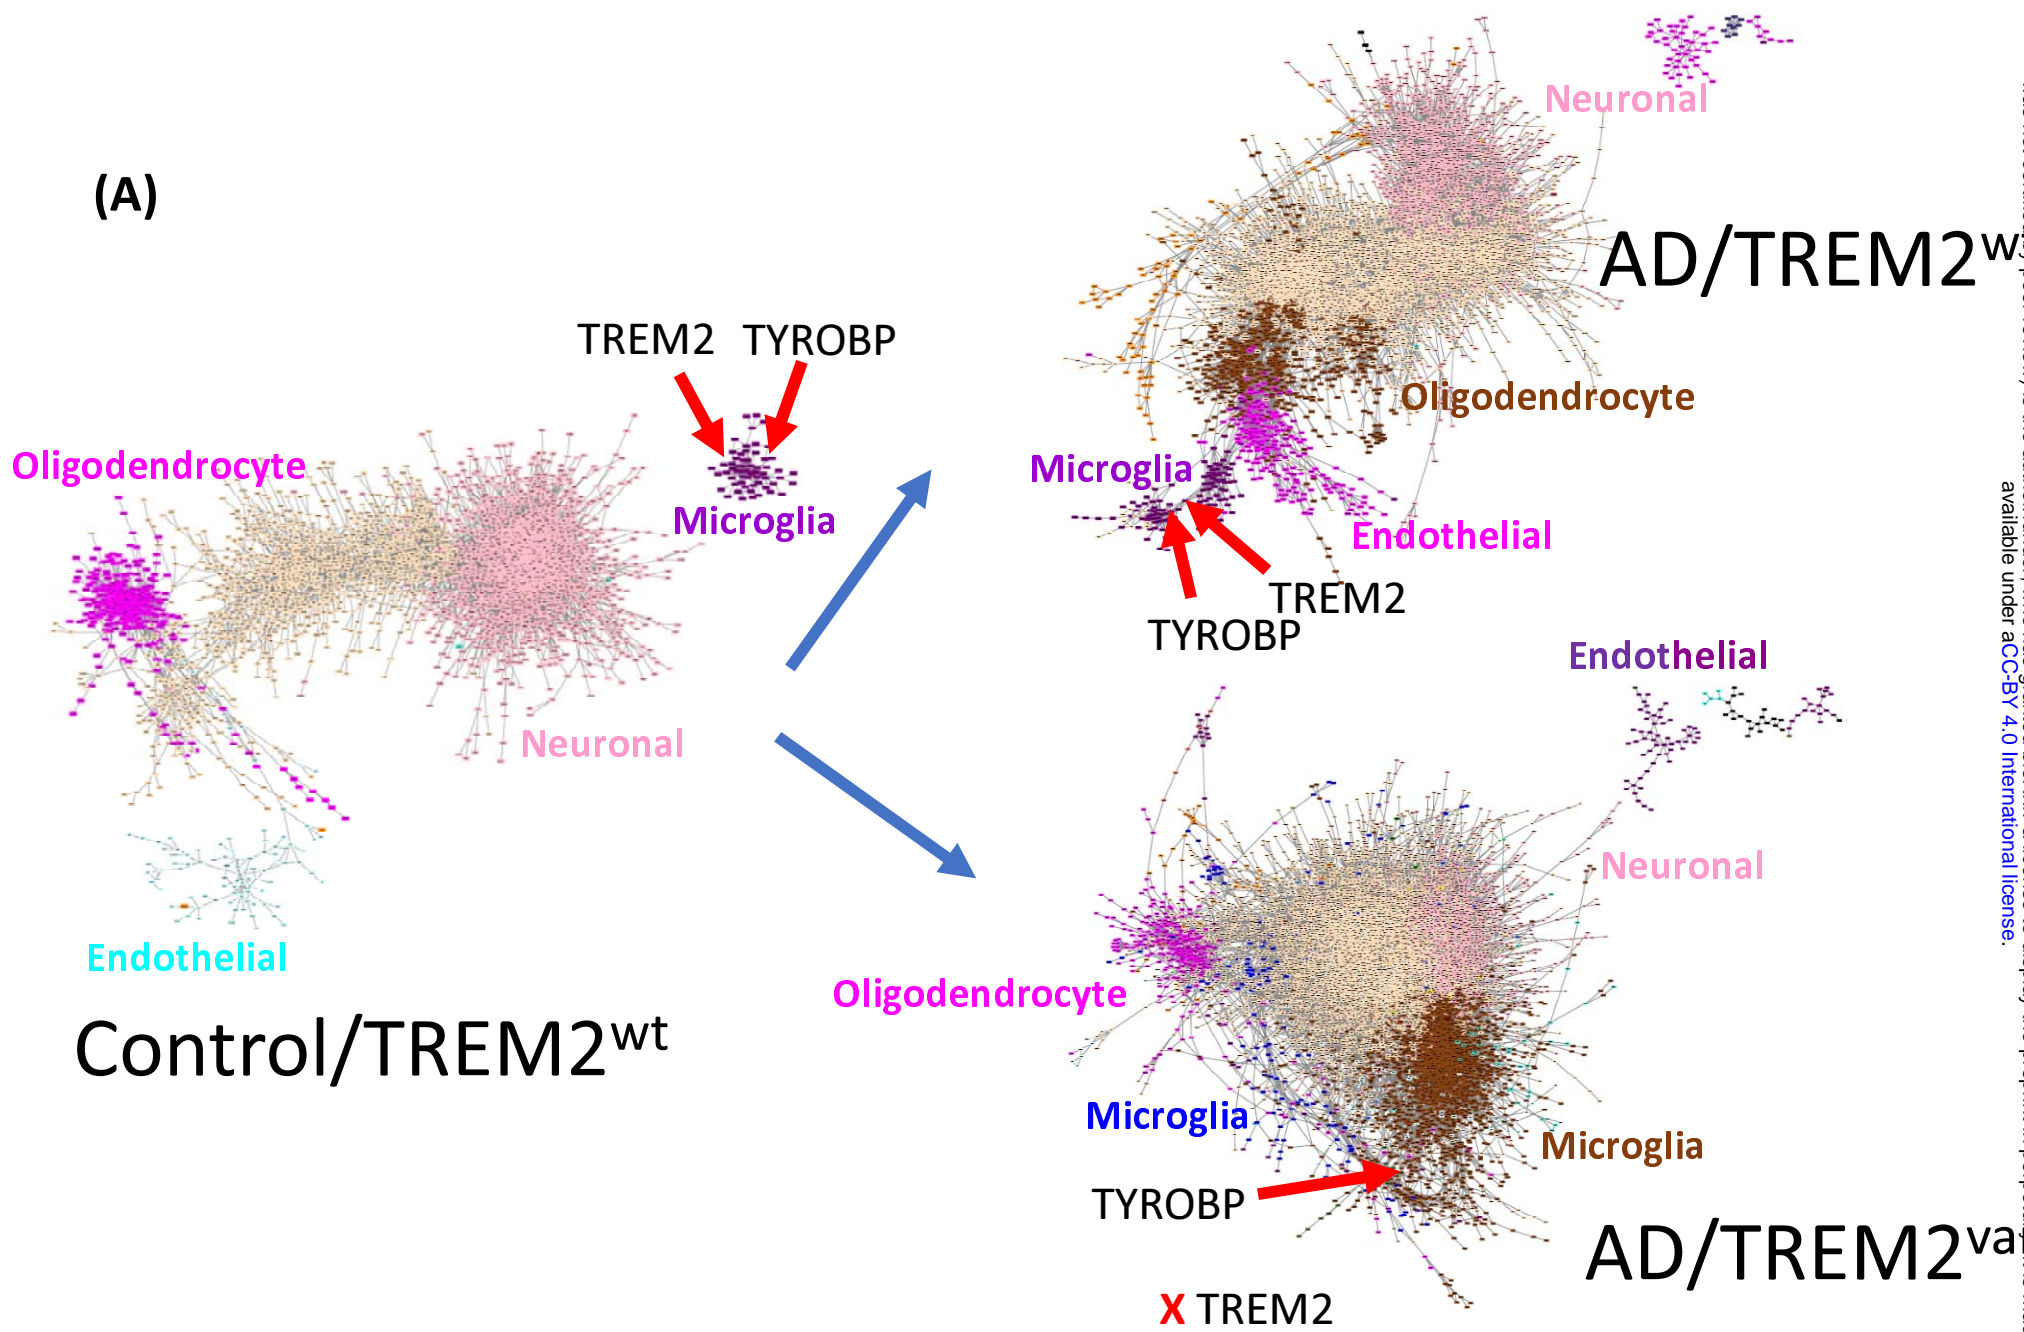 (A)
TREM2 TYROBP
Oligodendrocyte
Microglia
Neuronal
Endothelial
Control/TREM2wt
Neuronal
AD/TREM2w
Oligodendrocyte
Microglia
Endothelial
TREM2
TYROBP
Endothelial
Neuronal
Oligodendrocyte
Microglia
Microglia
TYROBP
AD/TREM2va
X TREM2
available under aCC-BY 4.0 International license.